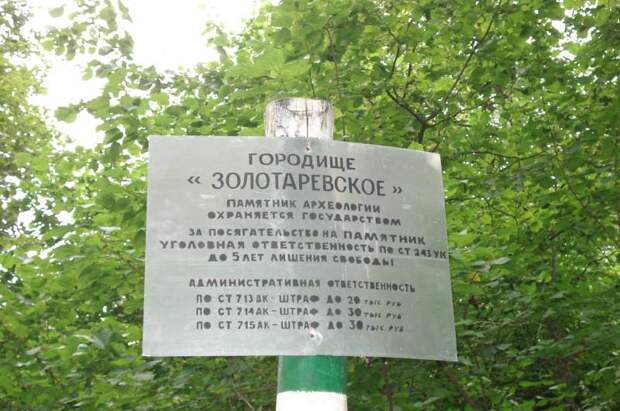 ГОРОДИЩЕ
« ЗОЛОТАРЕВСКОЕ »
ПАМЯТНИК АРХЕОЛОГИИ
ОХРАНЯЕТСЯ ГОСУДАРСТВОМ
ЗА ПОСЯГАТЕЛЬСТВО НА ПАМЯТНИК
УГОЛОВНАЯ ОТВЕТСТВЕННОСТЬ ПО СТ 243 УК
ДО 5 ЛЕТ ЛИШЕНИЯ СВОБОДЫ
АДМИНИСТРАТИВНАЯ ОТВЕТСТВЕННОСТЬ
ПО СТ 713 АК - ШТРАФ ДО 20 ТЫС РУБ
ПО СТ 714 АК - ШТРАФ ДО 30 ТЫС РУБ
ПО СТ 715 АК - ШТРАФ ДО 30 ТЫС РУБ